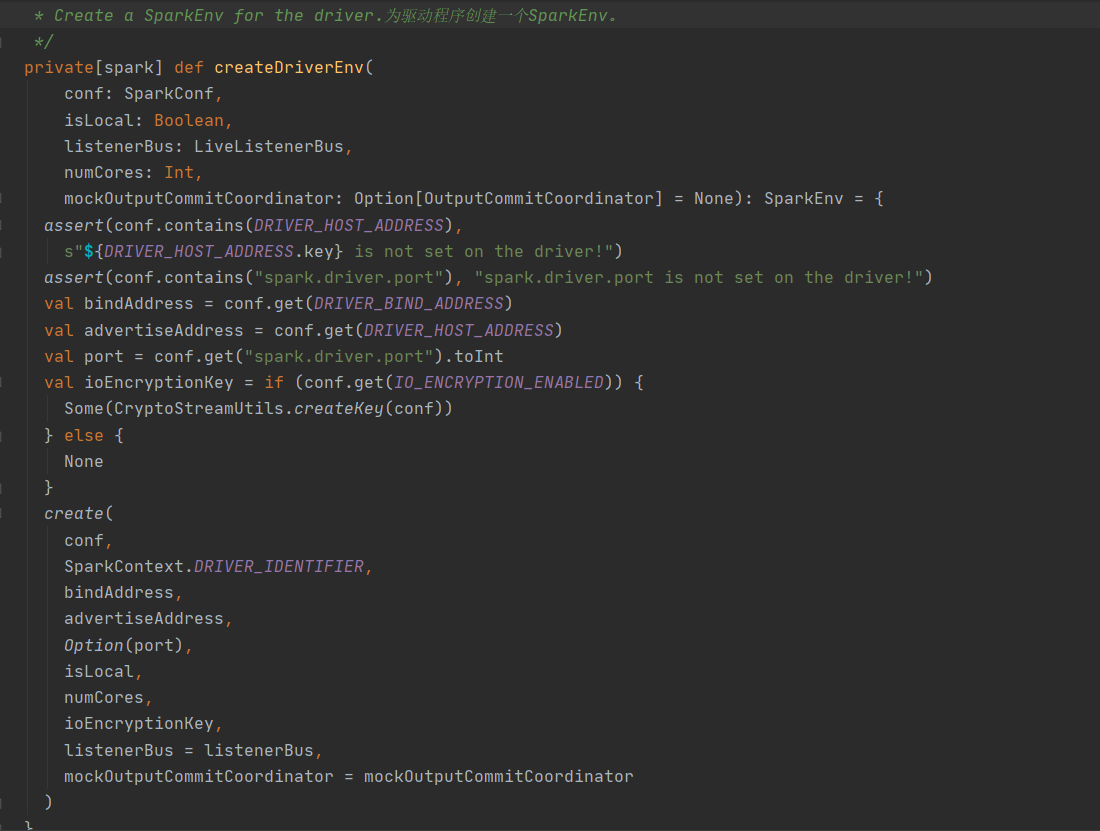 * Create a SparkEnv for the driver.为驱动程序创建一个SparkEnv。
*/
private[spark] def createDriverEnv(
conf: SparkConf,
isLocal: Boolean,
listenerBus: LiveListenerBus,
numCores: Int,
mockOutputCommitCoordinator: Option[OutputCommitCoordinator] = None): SparkEnv = {
assert(conf.contains(DRIVER_HOST_ADDRESS),
s"${DRIVER_HOST_ADDRESS.key} is not set on the driver!")
assert(conf.contains("spark.driver.port"), "spark.driver.port is not set on the driver!")
val bindAddress = conf.get(DRIVER_BIND_ADDRESS)
val advertiseAddress = conf.get(DRIVER_HOST_ADDRESS)
val port = conf.get("spark.driver.port").toInt
val ioEncryptionKey = if (conf.get(IO_ENCRYPTION_ENABLED)) {
Some(CryptoStreamUtils.createKey(conf))
} else {
None
}
create(
conf,
SparkContext.DRIVER_IDENTIFIER,
bindAddress,
advertiseAddress,
Option(port),
isLocal,
numCores,
ioEncryptionKey,
listenerBus = listenerBus,
mockOutputCommitCoordinator = mockOutputCommitCoordinator
)
}